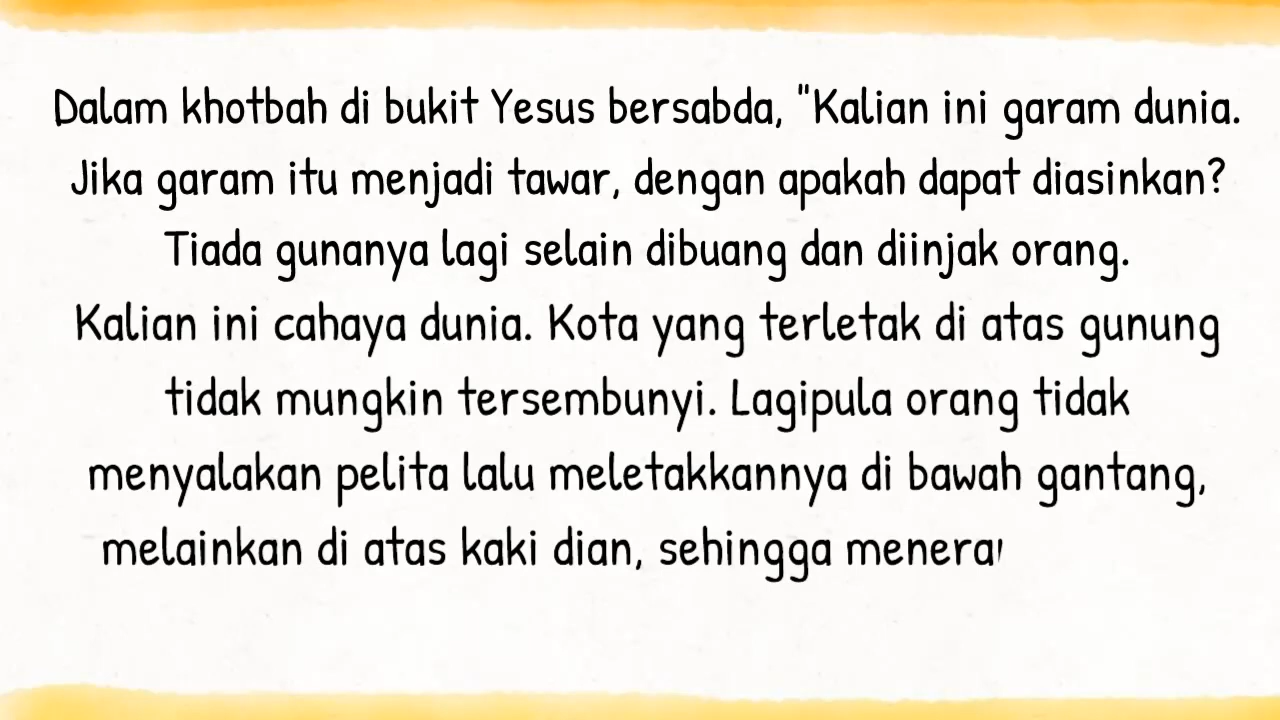 Dalam khotbah di bukit Yesus bersabda, "Kalian ini garam dunia.
Jika garam itu menjadi tawar, dengan apakah dapat diasinkan?
Tiada gunanya lagi selain dibuang dan diinjak orang.
Kalian ini cahaya dunia. Kota yang terletak di atas gunung
tidak mungkin tersembunyi. Lagipula orang tidak
menyalakan pelita lalu meletakkannya di bawah gantang,
melainkan di atas kaki dian, sehingga